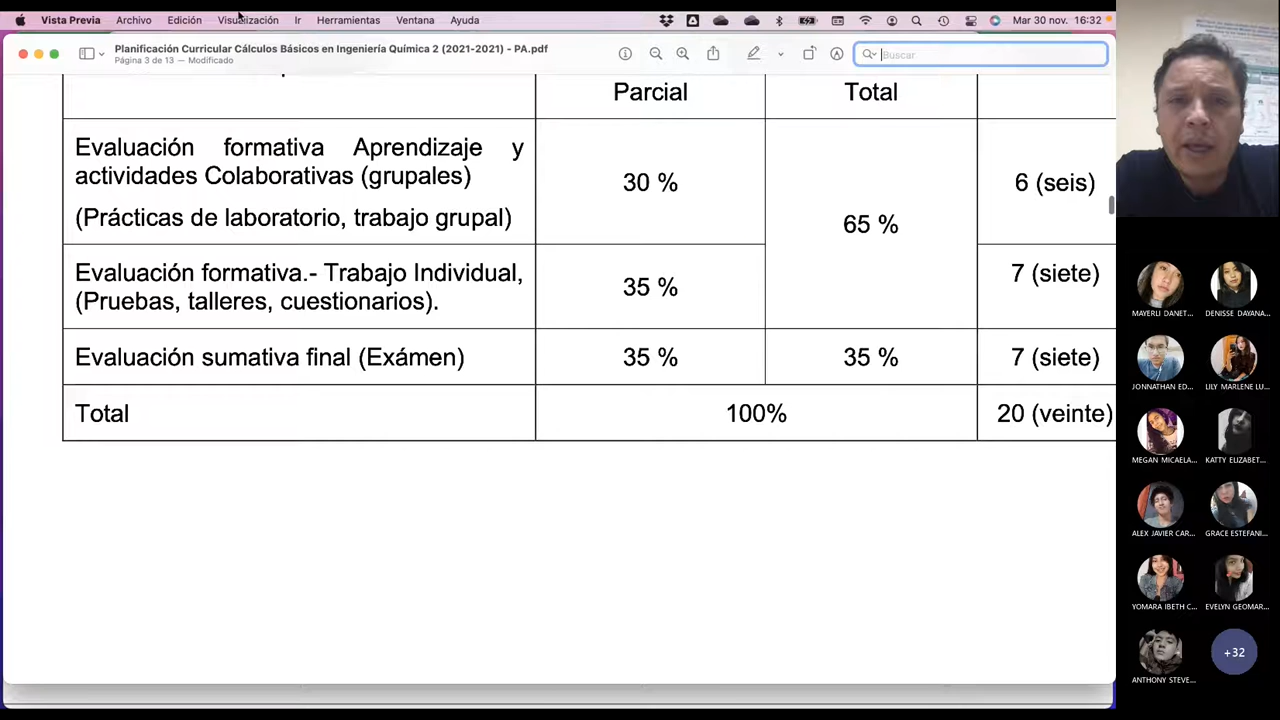 Vista Previa Archivo Edición Visualización Ir Herramientas Ventana Ayuda Mar 30 nov. 16:32
Planificación Curricular Cálculos Básicos en Ingeniería Química 2 (2021-2021) - PA.pdf
Página 3 de 13 — Modificado
Buscar
Parcial Total
Evaluación formativa Aprendizaje y
actividades Colaborativas (grupales)
(Prácticas de laboratorio, trabajo grupal)
30 %
65 %
6 (seis)
Evaluación formativa.- Trabajo Individual,
(Pruebas, talleres, cuestionarios).
35 %
7 (siete)
Evaluación sumativa final (Exámen) 35 % 35 % 7 (siete)
Total 100% 20 (veinte)
MAYERLI DANET... DENISSE DAYANA...
JONNATHAN ED... LILY MARLENE LU...
MEGAN MICAELA... KATTY ELIZABET...
ALEX JAVIER CAR... GRACE ESTEFANI...
YOMARA IBETH C... EVELYN GEOMAR...
ANTHONY STEVE... +32